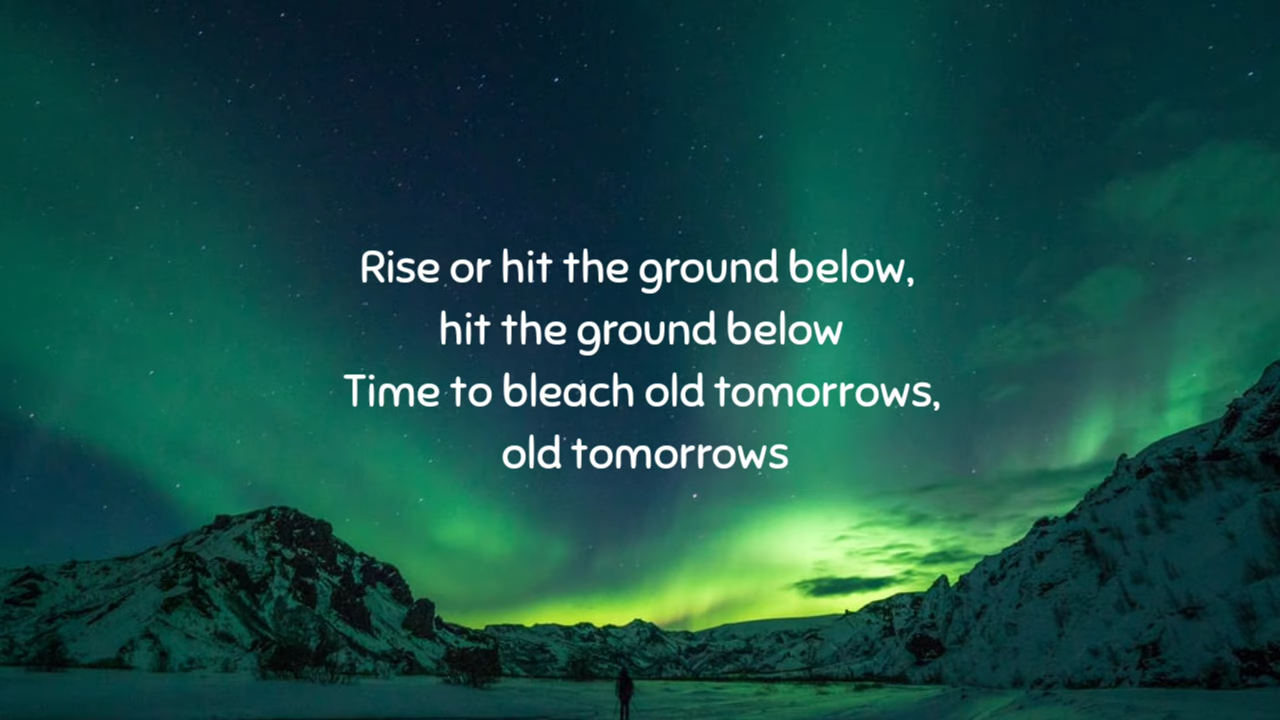 Rise or hit the ground below,
hit the ground below
Time to bleach old tomorrows,
old tomorrows